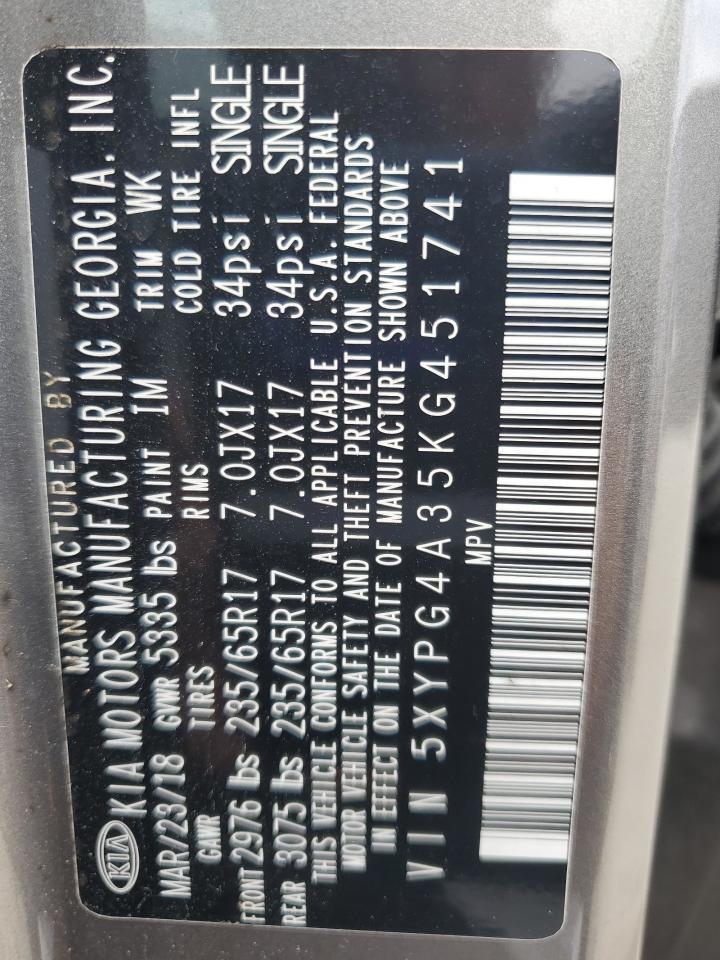 MANUFACTURED BY
KIA KIA MOTORS MANUFACTURING GEORGIA, INC.
MAR/23/18 GVWR 5335 lbs PAINT IM TRIM WK
GAWR TIRES RIMS COLD TIRE INFL
FRONT 2976 lbs 235/65R17 7.0JX17 34psi SINGLE
REAR 3075 lbs 235/65R17 7.0JX17 34psi SINGLE
THIS VEHICLE CONFORMS TO ALL APPLICABLE U.S.A. FEDERAL
MOTOR VEHICLE SAFETY AND THEFT PREVENTION STANDARDS
IN EFFECT ON THE DATE OF MANUFACTURE SHOWN ABOVE
VIN 5XYPG4A35KG451741
MPV